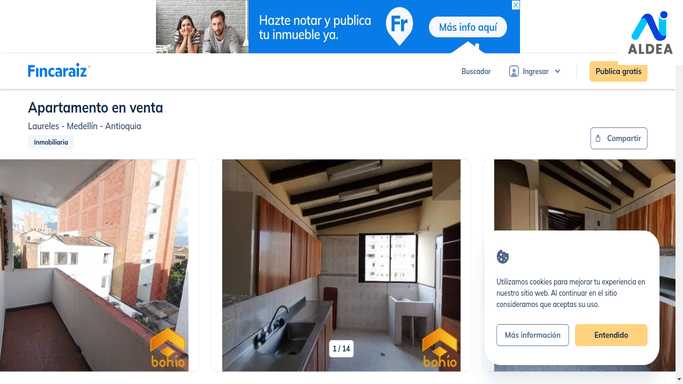 Hazte notar y publica
tu inmueble ya.
Fr
Más info aquí
ALDEA
Fincaraiz
Buscador
Ingresar
Publica gratis
Apartamento en venta
Laureles - Medellín - Antioquia
Inmobiliaria
Compartir
Utilizamos cookies para mejorar tu experiencia en
nuestro sitio web. Al continuar en el sitio
consideramos que aceptas su uso.
Más información
Entendido
1 / 14
bohío
bohío